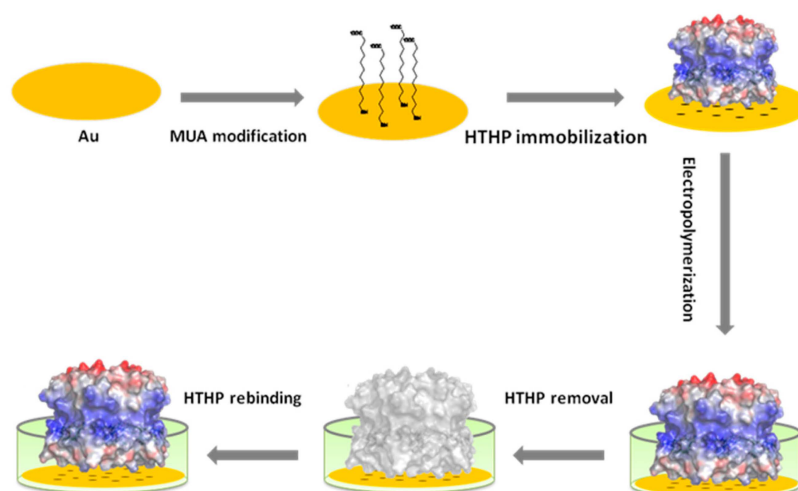 Au
MUA modification
HTHP immobilization
Electropolymerization
HTHP removal
HTHP rebinding